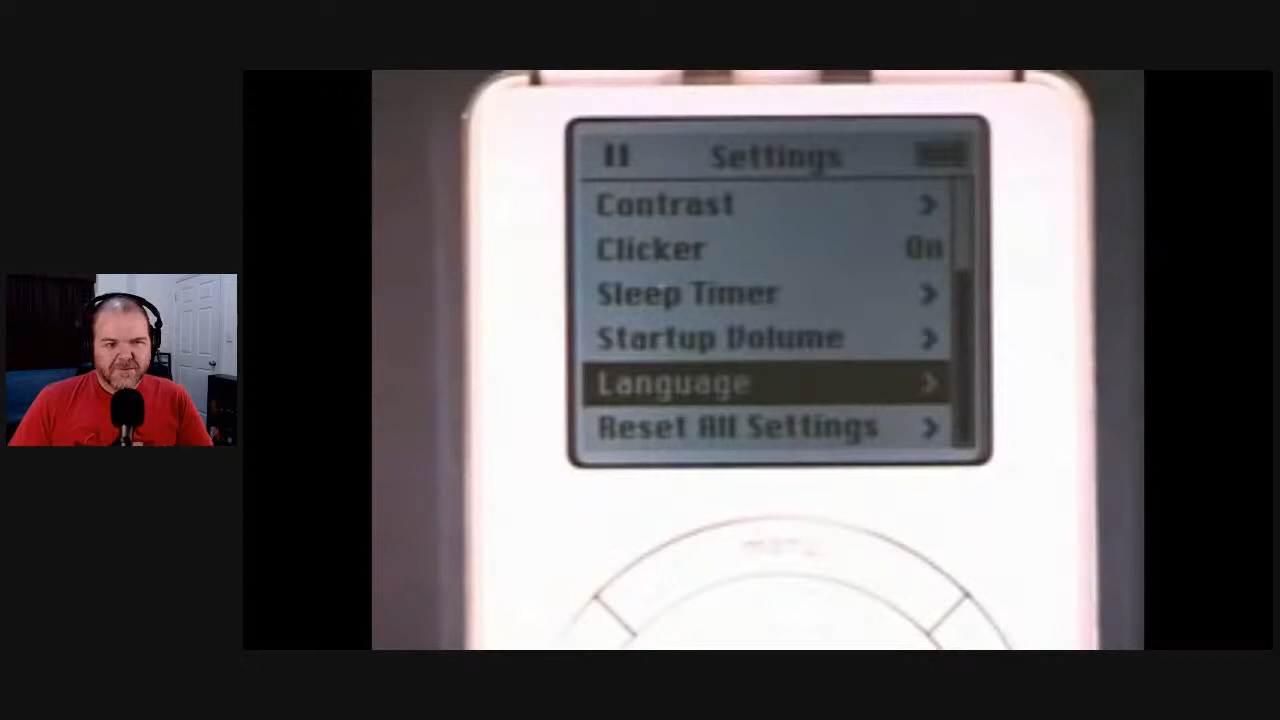 Settings
Contrast >
Clicker On
Sleep Timer >
Startup Volume >
Language >
Reset All Settings >